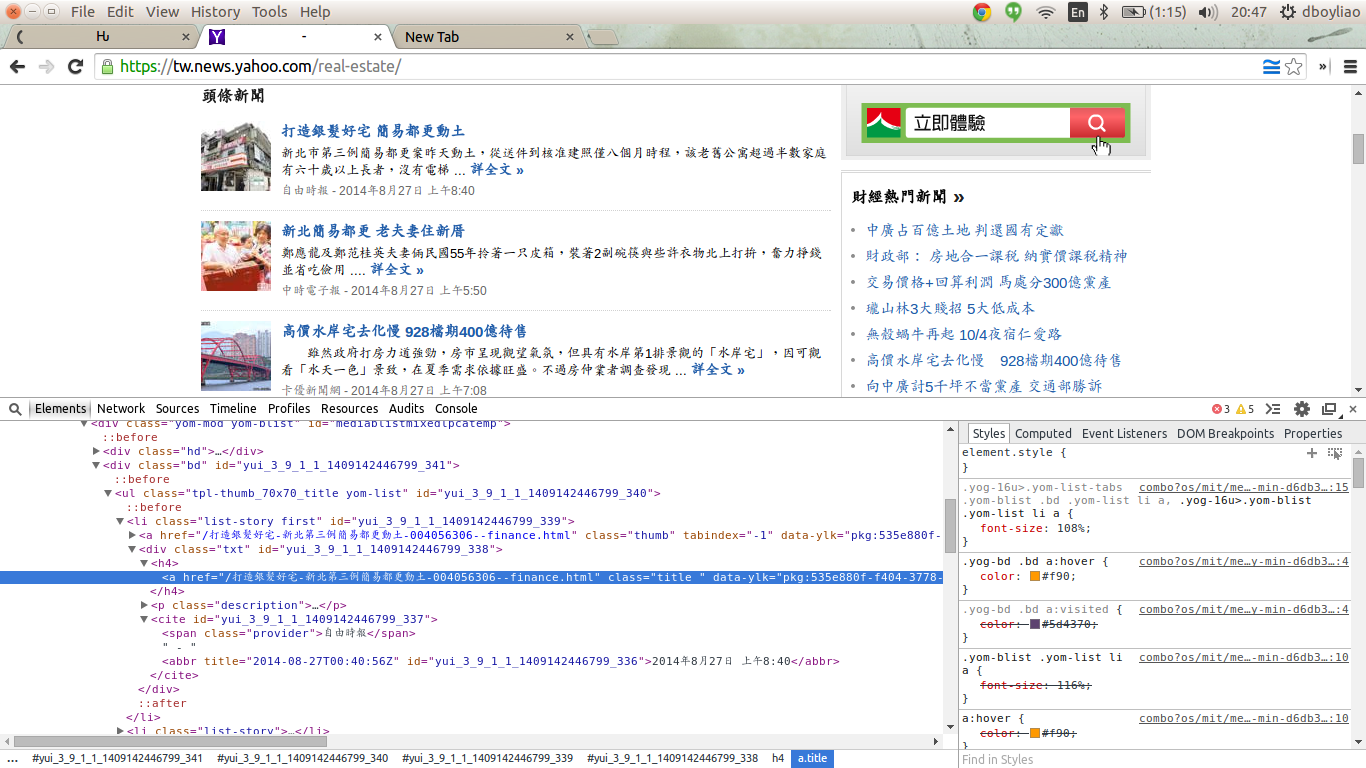 File Edit View History Tools Help
En (1:15) 20:47 dboyliao
Hu
-
New Tab
https://tw.news.yahoo.com/real-estate/
頭條新聞
打造銀髮好宅 簡易都更動土
新北市第三例簡易都更案昨天動土，從送件到核准建照僅八個月時程，該老舊公寓超過半數家庭
有六十歲以上長者，沒有電梯 ... 詳全文 »
自由時報 - 2014年8月27日 上午8:40
新北簡易都更 老夫妻住新厝
鄭應龍及鄭范桂英夫妻倆民國55年拎著一只皮箱，裝著2副碗筷與些許衣物北上打拚，奮力掙錢
並省吃儉用 .... 詳全文 »
中時電子報 - 2014年8月27日 上午5:50
高價水岸宅去化慢 928檔期400億待售
雖然政府打房力道強勁，房市呈現觀望氣氛，但具有水岸第1排景觀的「水岸宅」，因可觀
看「水天一色」景致，在夏季需求依據旺盛。不過房仲業者調查發現 ... 詳全文 »
卡優新聞網 - 2014年8月27日 上午7:08
立即體驗
財經熱門新聞 »
中廣占百億土地 判還國有定讞
財政部： 房地合一課稅 納實價課稅精神
交易價格+回算利潤 馬處分300億黨產
瓏山林3大賤招 5大低成本
無殼蝸牛再起 10/4夜宿仁愛路
高價水岸宅去化慢 928檔期400億待售
向中廣討5千坪不當黨產 交通部勝訴
Elements Network Sources Timeline Profiles Resources Audits Console
3 5
<div class="yom-mod yom-blist" id="mediablistmixedlpcatemp">
::before
<div class="hd">…</div>
<div class="bd" id="yui_3_9_1_1_1409142446799_341">
::before
<ul class="tpl-thumb_70x70_title yom-list" id="yui_3_9_1_1_1409142446799_340">
::before
<li class="list-story first" id="yui_3_9_1_1_1409142446799_339">
<a href="/打造銀髮好宅-新北第三例簡易都更動土-004056306--finance.html" class="thumb" tabindex="-1" data-ylk="pkg:535e880f-
<div class="txt" id="yui_3_9_1_1_1409142446799_338">
<h4>
<a href="/打造銀髮好宅-新北第三例簡易都更動土-004056306--finance.html" class="title " data-ylk="pkg:535e880f-f404-3778-
</h4>
<p class="description">…</p>
<cite id="yui_3_9_1_1_1409142446799_337">
<span class="provider">自由時報</span>
" - "
<abbr title="2014-08-27T00:40:56Z" id="yui_3_9_1_1_1409142446799_336">2014年8月27日 上午8:40</abbr>
</cite>
</div>
::after
</li>
<li class="list-story">…</li>
... #yui_3_9_1_1_1409142446799_341 #yui_3_9_1_1_1409142446799_340 #yui_3_9_1_1_1409142446799_339 #yui_3_9_1_1_1409142446799_338 h4 a.title
Styles Computed Event Listeners DOM Breakpoints Properties
element.style {
}
.yog-16u>.yom-list-tabs combo?os/mit/me…-min-d6db3…:15
.yom-blist .bd .yom-list li a, .yog-16u>.yom-blist
.yom-list li a {
font-size: 108%;
}
.yog-bd .bd a:hover { combo?os/mit/me…y-min-d6db3…:4
color: #f90;
}
.yog-bd .bd a:visited { combo?os/mit/me…y-min-d6db3…:4
color: #5d4370;
}
.yom-blist .yom-list li combo?os/mit/me…-min-d6db3…:10
a {
font-size: 116%;
}
a:hover { combo?os/mit/me…-min-d6db3…:10
color: #f90;
}
Find in Styles